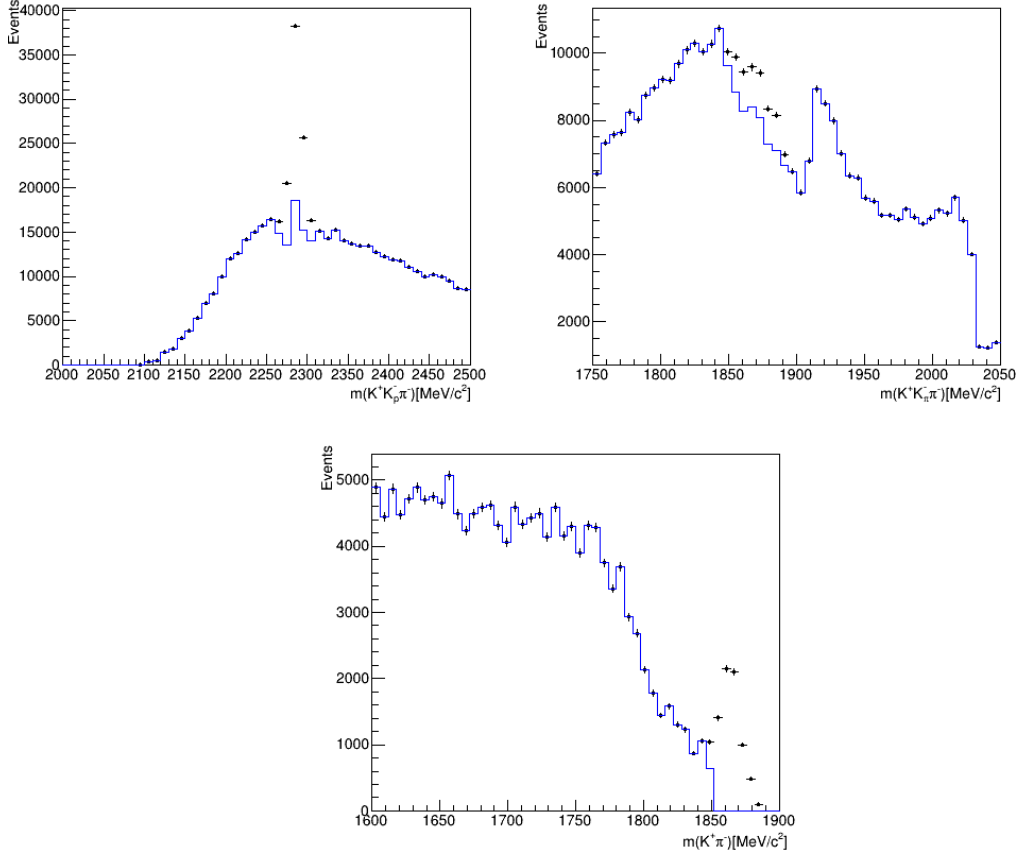 Events
40000
35000
30000
25000
20000
15000
10000
5000
0
2000 2050 2100 2150 2200 2250 2300 2350 2400 2450 2500
m(K⁺K⁻ₚπ⁻)[MeV/c²]
Events
10000
8000
6000
4000
2000
1750 1800 1850 1900 1950 2000 2050
m(K⁺K⁻_ππ⁻)[MeV/c²]
Events
5000
4000
3000
2000
1000
0
1600 1650 1700 1750 1800 1850 1900
m(K⁺π⁻)[MeV/c²]